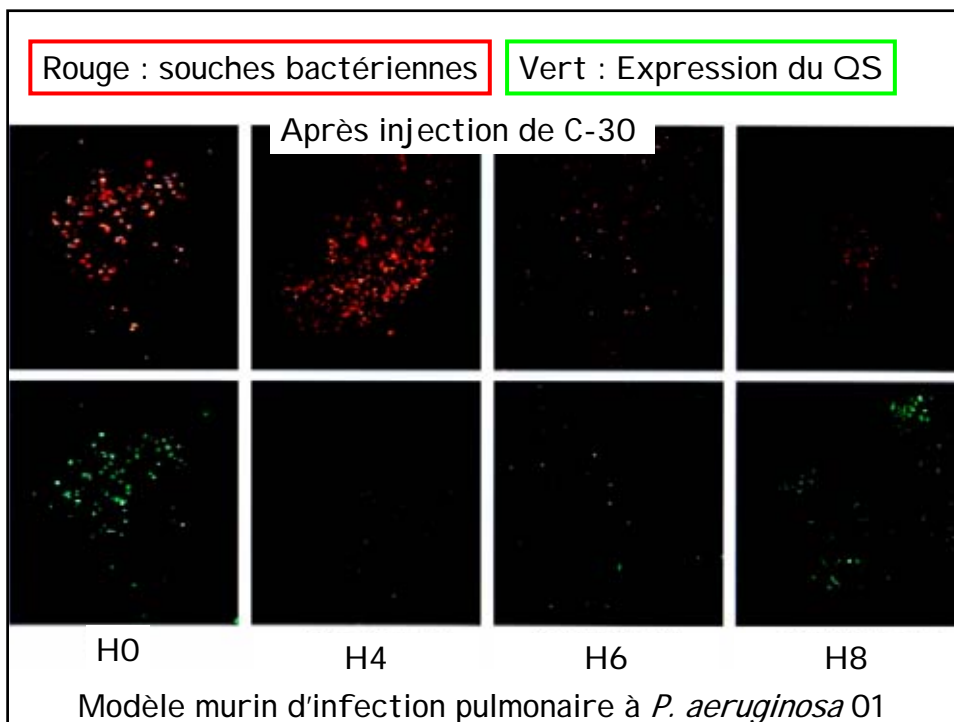 Rouge : souches bactériennes
Vert : Expression du QS
Après injection de C-30
H0 H4 H6 H8
Modèle murin d'infection pulmonaire à P. aeruginosa O1